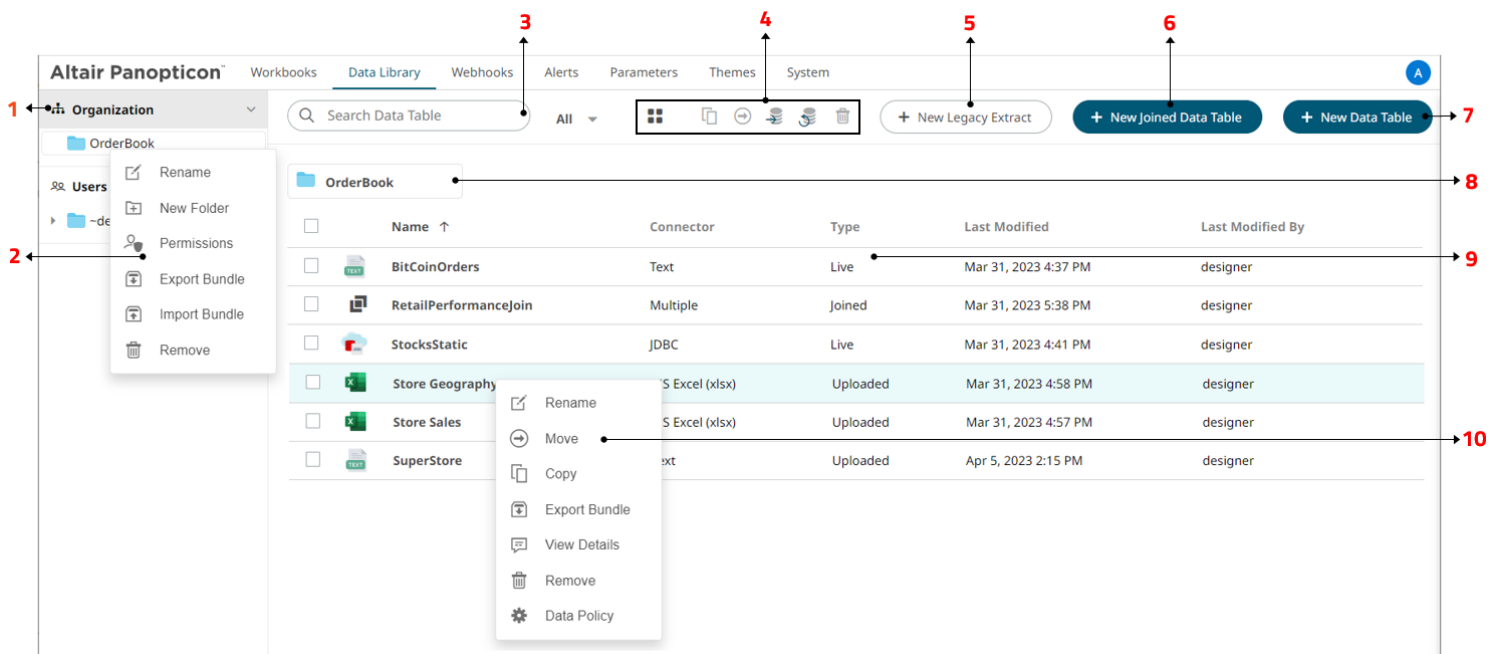 3
4
5
6
Altair Panopticon™ Workbooks Data Library Webhooks Alerts Parameters Themes System A
1 Organization
Search Data Table All + New Legacy Extract + New Joined Data Table + New Data Table 7
OrderBook
Rename
Users
New Folder
~de
Permissions
2
Export Bundle
Import Bundle
Remove
OrderBook 8
Name ↑ Connector Type Last Modified Last Modified By
BitCoinOrders Text Live Mar 31, 2023 4:37 PM designer
9
RetailPerformanceJoin Multiple Joined Mar 31, 2023 5:38 PM designer
StocksStatic JDBC Live Mar 31, 2023 4:41 PM designer
Store Geography S Excel (xlsx) Uploaded Mar 31, 2023 4:58 PM designer
Store Sales S Excel (xlsx) Uploaded Mar 31, 2023 4:57 PM designer
SuperStore ext Uploaded Apr 5, 2023 2:15 PM designer
Rename
Move 10
Copy
Export Bundle
View Details
Remove
Data Policy